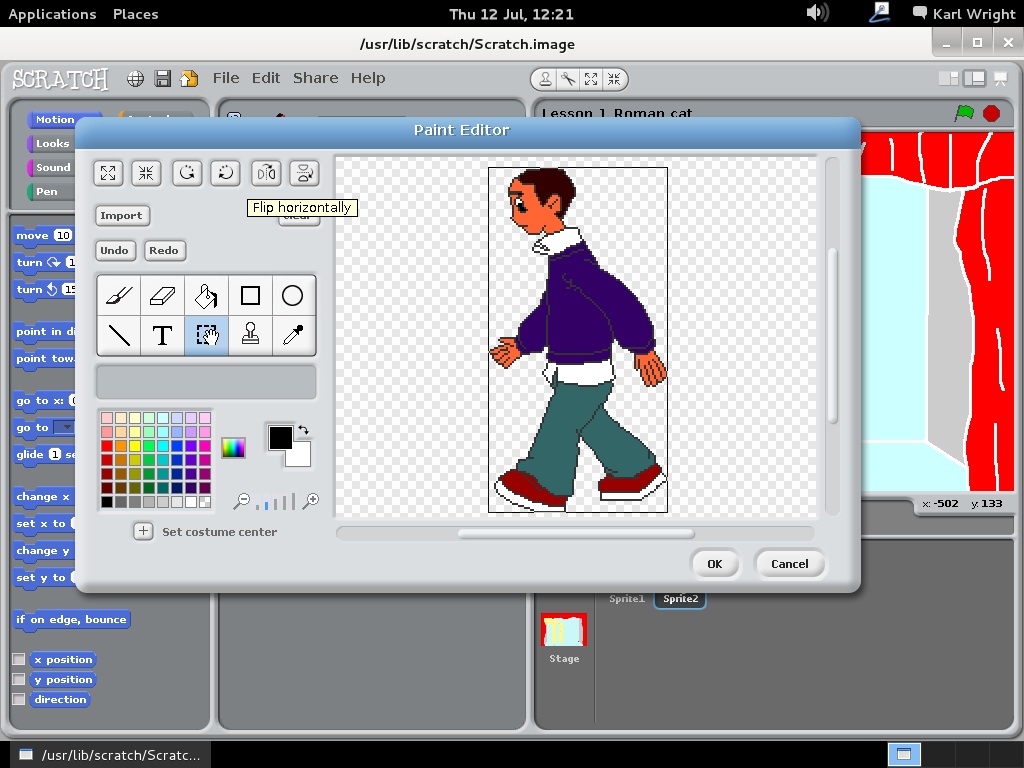 Applications Places Thu 12 Jul, 12:21 Karl Wright
/usr/lib/scratch/Scratch.image
SCRATCH File Edit Share Help
Motion
Looks
Sound
Pen
Lesson 1 Roman cat
Paint Editor
Import
Flip horizontally
Undo Redo
T
Set costume center
OK Cancel
move 10
turn
turn 15
point in di
point tow
go to x:
go to
glide 1 se
change x
set x to
change y
set y to
if on edge, bounce
x position
y position
direction
x: -502 y: 133
Sprite1 Sprite2
Stage
/usr/lib/scratch/Scratc...